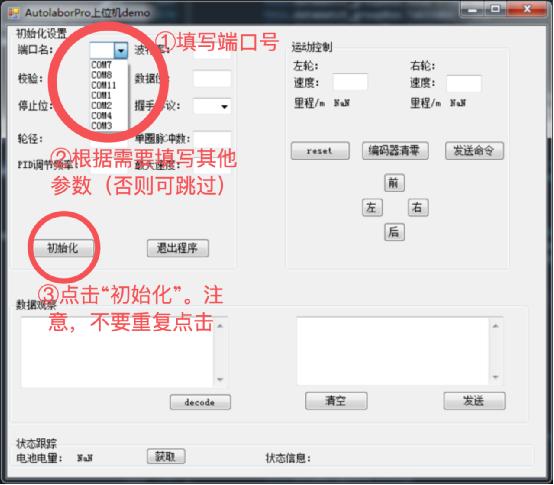 AutolaborPro上位机demo
初始化设置
①填写端口号
端口名：
COM7
COM8
COM11
COM1
COM2
COM4
COM3
校验：
数据位：
停止位：
握手协议：
轮径：
单圈脉冲数：
②根据需要填写其他
参数（否则可跳过）
PID调节频率：
最大速度：
初始化
退出程序
③点击“初始化”。注
意，不要重复点击
运动控制
左轮：
右轮：
速度：
速度：
里程/m NaN
里程/m NaN
reset
编码器清零
发送命令
前
左
右
后
数据观察
decode
清空
发送
状态跟踪
电池电量： NaN
获取
状态信息：